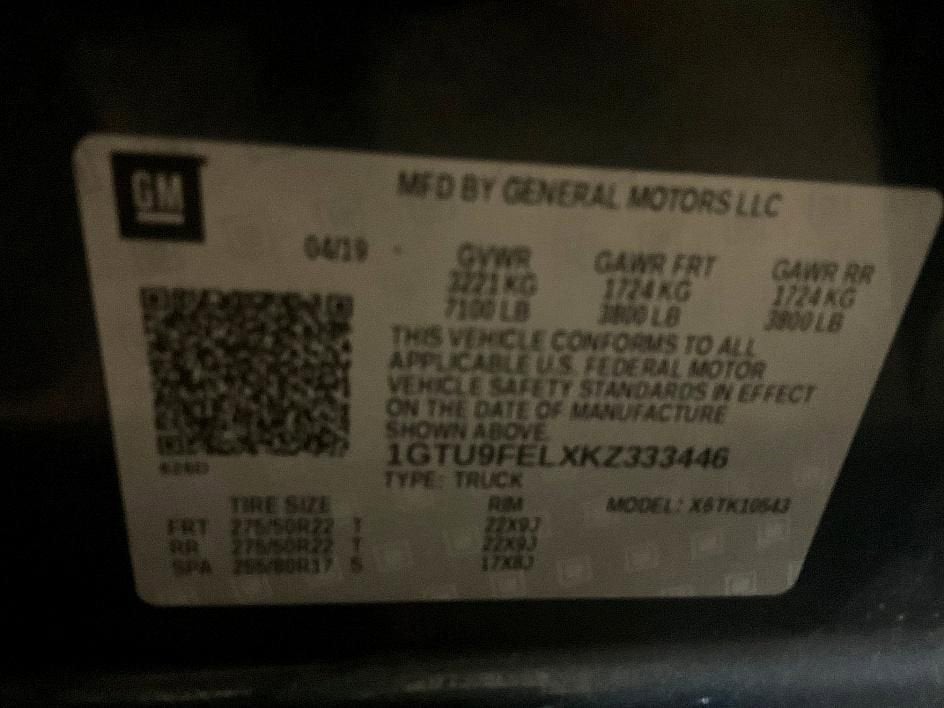 GM
MFD BY GENERAL MOTORS LLC
04/19
GVWR GAWR FRT GAWR RR
3221 KG 1724 KG 1724 KG
7100 LB 3800 LB 3800 LB
THIS VEHICLE CONFORMS TO ALL
APPLICABLE U.S. FEDERAL MOTOR
VEHICLE SAFETY STANDARDS IN EFFECT
ON THE DATE OF MANUFACTURE
SHOWN ABOVE.
1GTU9FELXKZ333446
TYPE: TRUCK
TIRE SIZE RIM MODEL: X6TK10543
FRT 275/50R22 T 22X9J
RR 275/50R22 T 22X9J
SPA S 17X8J